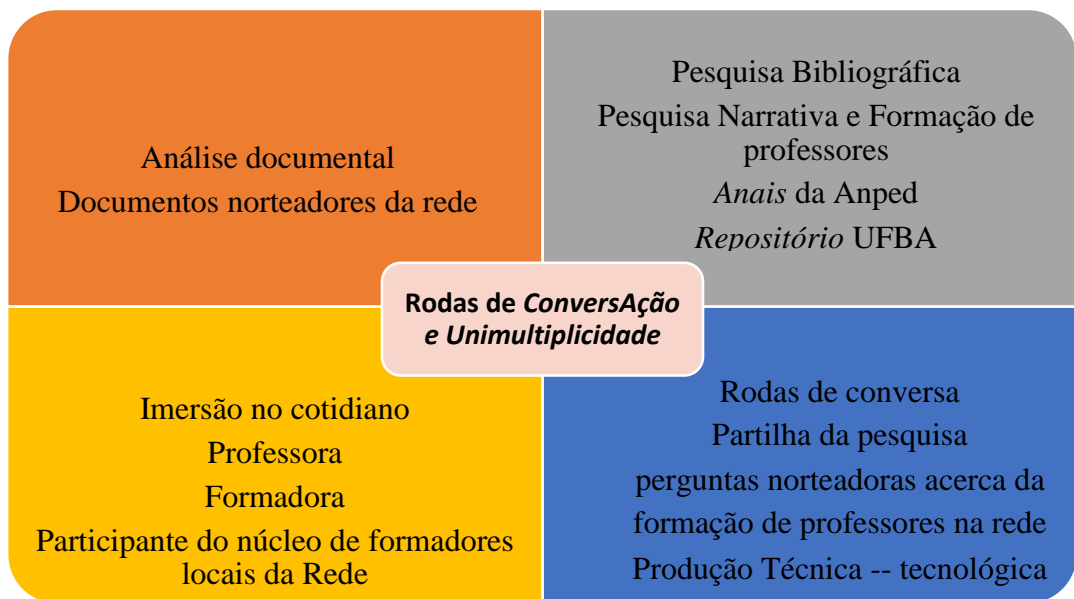 Análise documental
Documentos norteadores da rede
Pesquisa Bibliográfica
Pesquisa Narrativa e Formação de
professores
Anais da Anped
Repositório UFBA
Rodas de ConversAção
e Unimultiplicidade
Imersão no cotidiano
Professora
Formadora
Participante do núcleo de formadores
locais da Rede
Rodas de conversa
Partilha da pesquisa
perguntas norteadoras acerca da
formação de professores na rede
Produção Técnica -- tecnológica